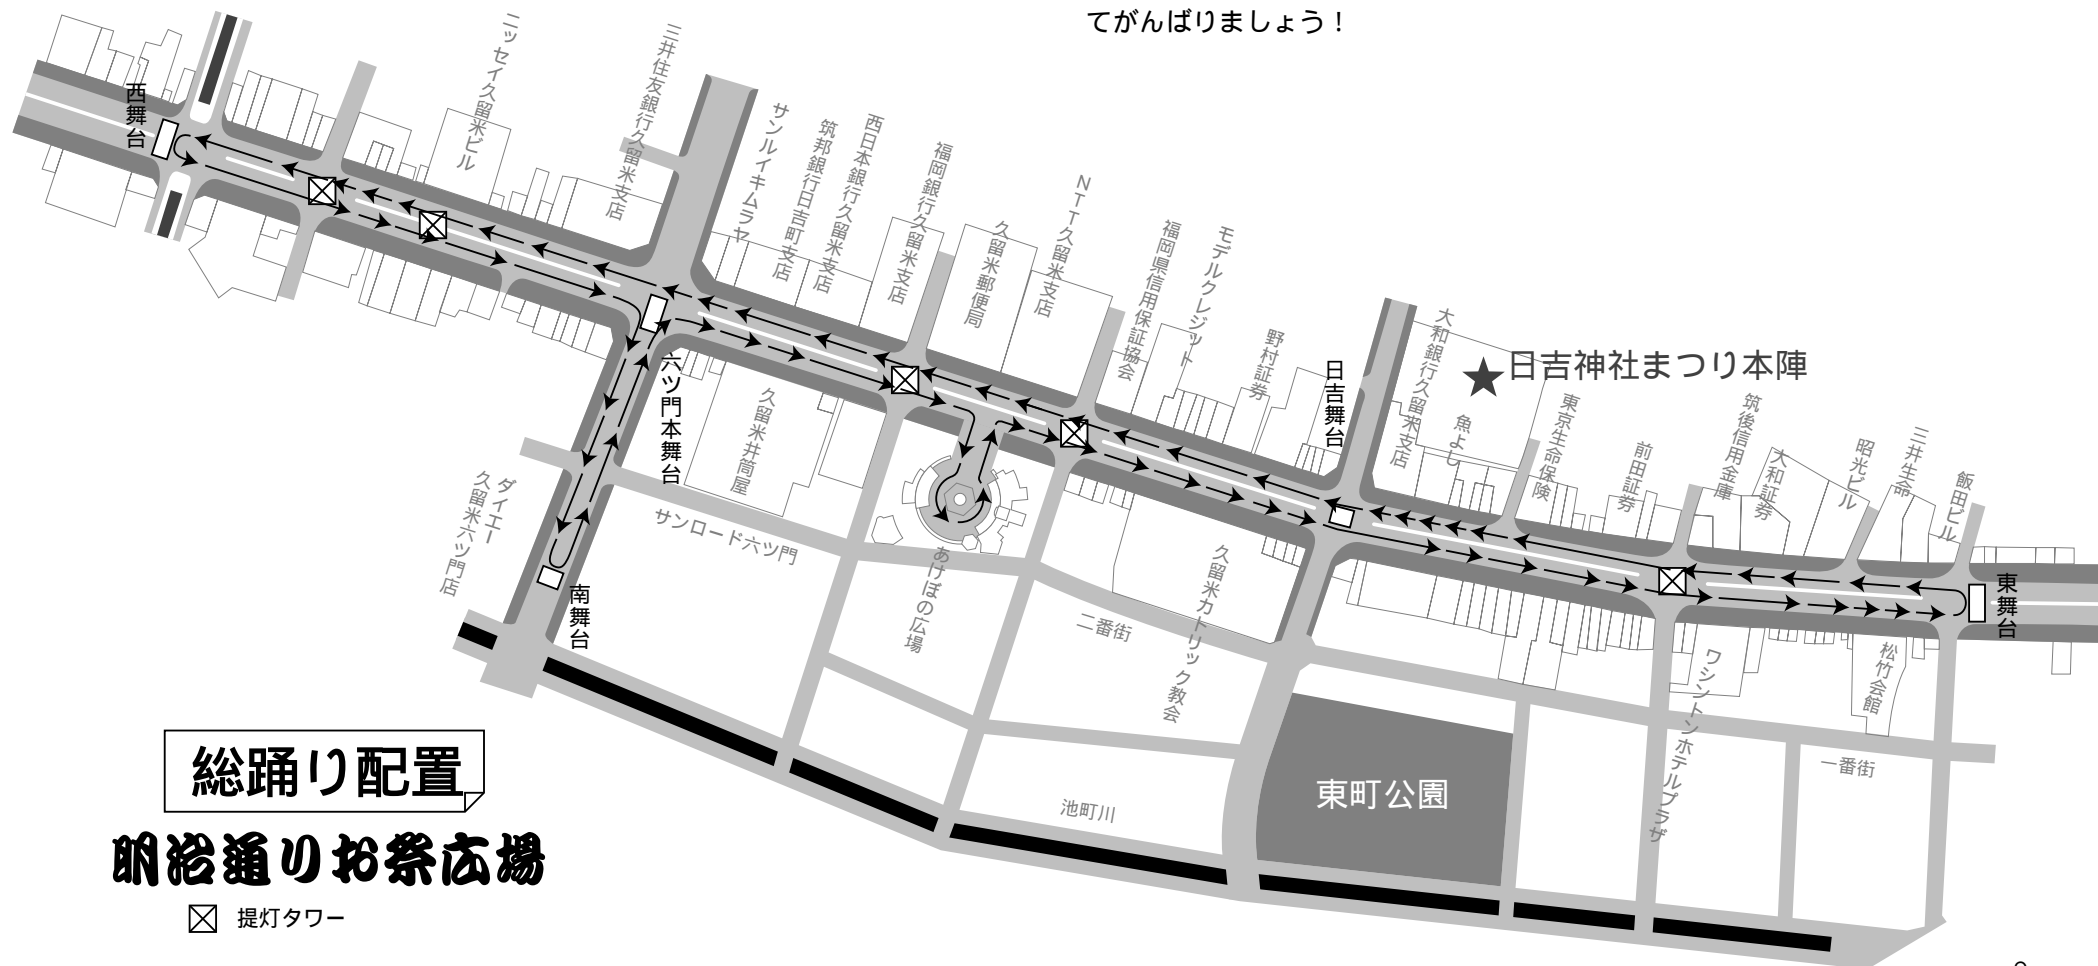 てがんばりましょう！
西舞台
ニッセイ久留米ビル
三井住友銀行久留米支店
サンルイキムラヤ
筑邦銀行日吉町支店
西日本銀行久留米支店
福岡銀行久留米支店
久留米郵便局
NTT久留米支店
福岡県信用保証協会
モデルクレジット
野村証券
日吉舞台
大和銀行久留米支店
魚よし
日吉神社まつり本陣
東京生命保険
前田証券
筑後信用金庫
大和証券
昭光ビル
三井生命
飯田ビル
東舞台
六ツ門本舞台
久留米井筒屋
ダイエー
久留米六ツ門店
サンロード六ツ門
南舞台
あけぼの広場
二番街
久留米カトリック教会
ワシントンホテルプラザ
松竹会館
一番街
東町公園
池町川
総踊り配置
明治通りお祭広場
提灯タワー